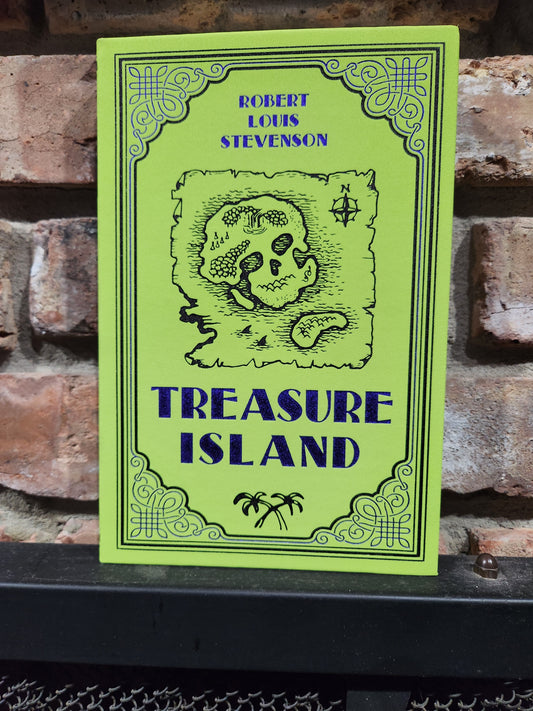 ROBERT
LOUIS
STEVENSON
N
TREASURE
ISLAND